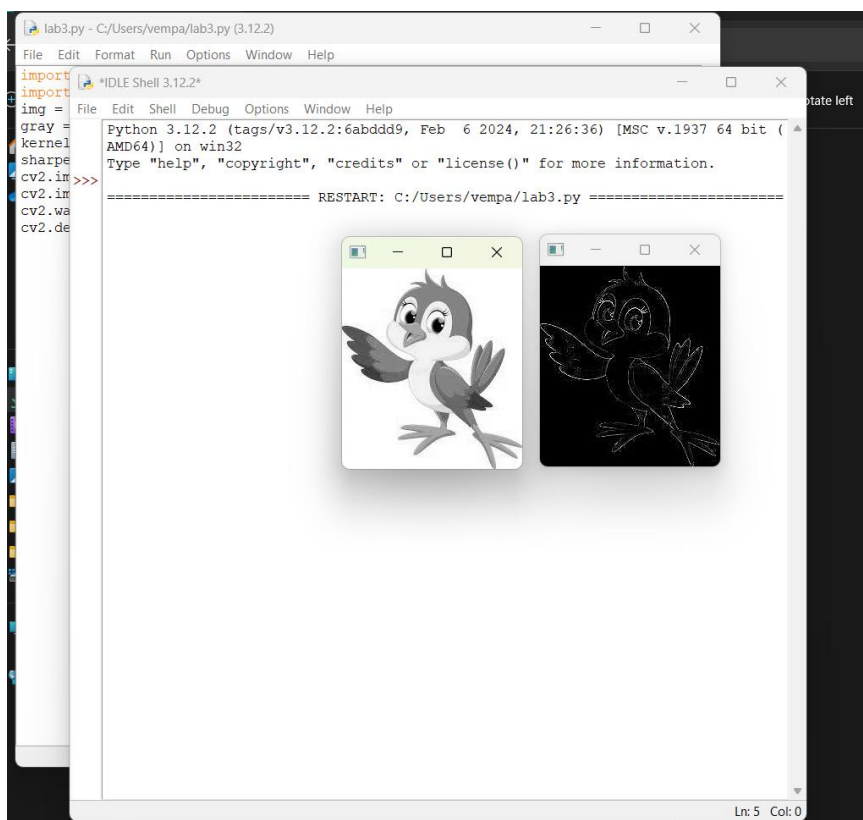 lab3.py - C:/Users/vempa/lab3.py (3.12.2)
File Edit Format Run Options Window Help
import
import
img =
gray =
kernel
sharpe
cv2.im
cv2.im
cv2.wa
cv2.de
otate left
*IDLE Shell 3.12.2*
File Edit Shell Debug Options Window Help
Python 3.12.2 (tags/v3.12.2:6abddd9, Feb 6 2024, 21:26:36) [MSC v.1937 64 bit (
AMD64)] on win32
Type "help", "copyright", "credits" or "license()" for more information.
>>>
======================== RESTART: C:/Users/vempa/lab3.py =======================
Ln: 5 Col: 0